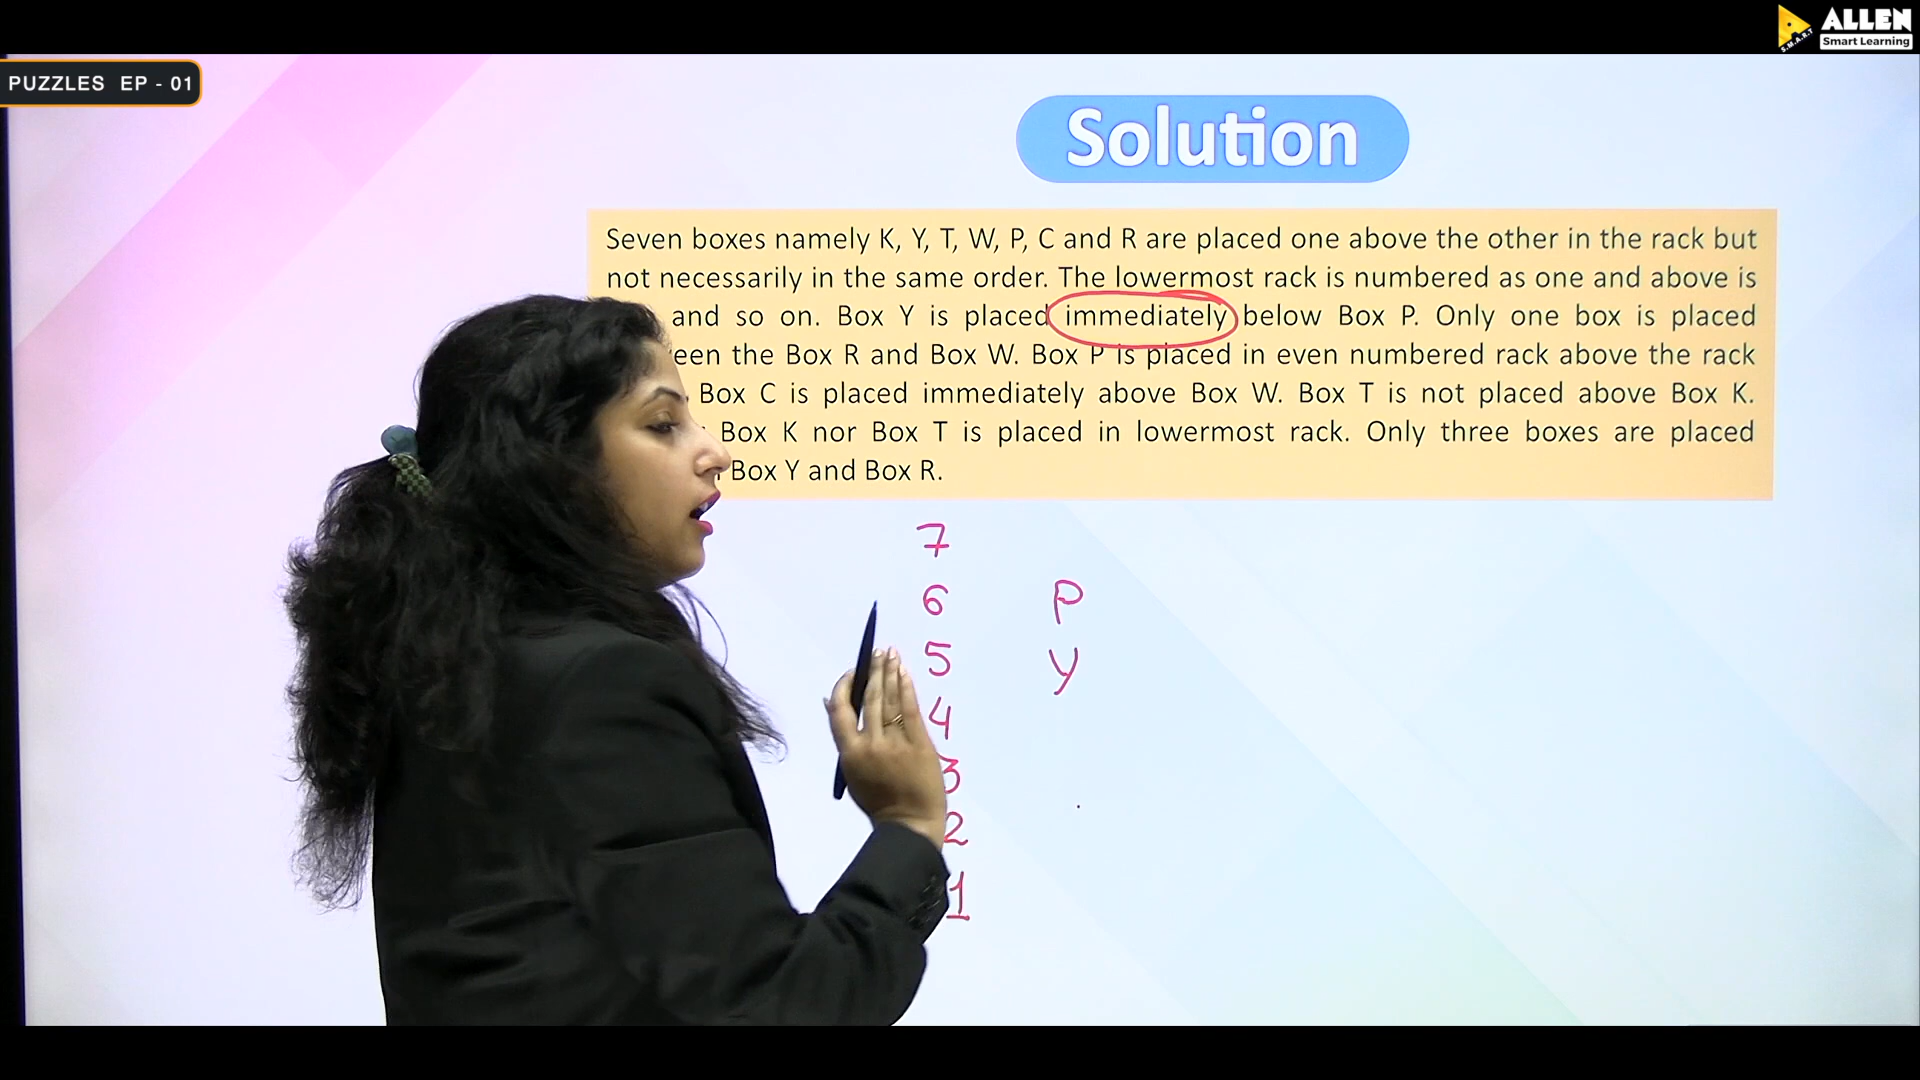 ALLEN
S.M.A.R.T
Smart Learning
PUZZLES EP - 01
Solution
Seven boxes namely K, Y, T, W, P, C and R are placed one above the other in the rack but
not necessarily in the same order. The lowermost rack is numbered as one and above is
and so on. Box Y is placed immediately below Box P. Only one box is placed
the Box R and Box W. Box P is placed in even numbered rack above the rack
Box C is placed immediately above Box W. Box T is not placed above Box K.
Box K nor Box T is placed in lowermost rack. Only three boxes are placed
Box Y and Box R.
7
6 P
5 Y
4
3
2
1